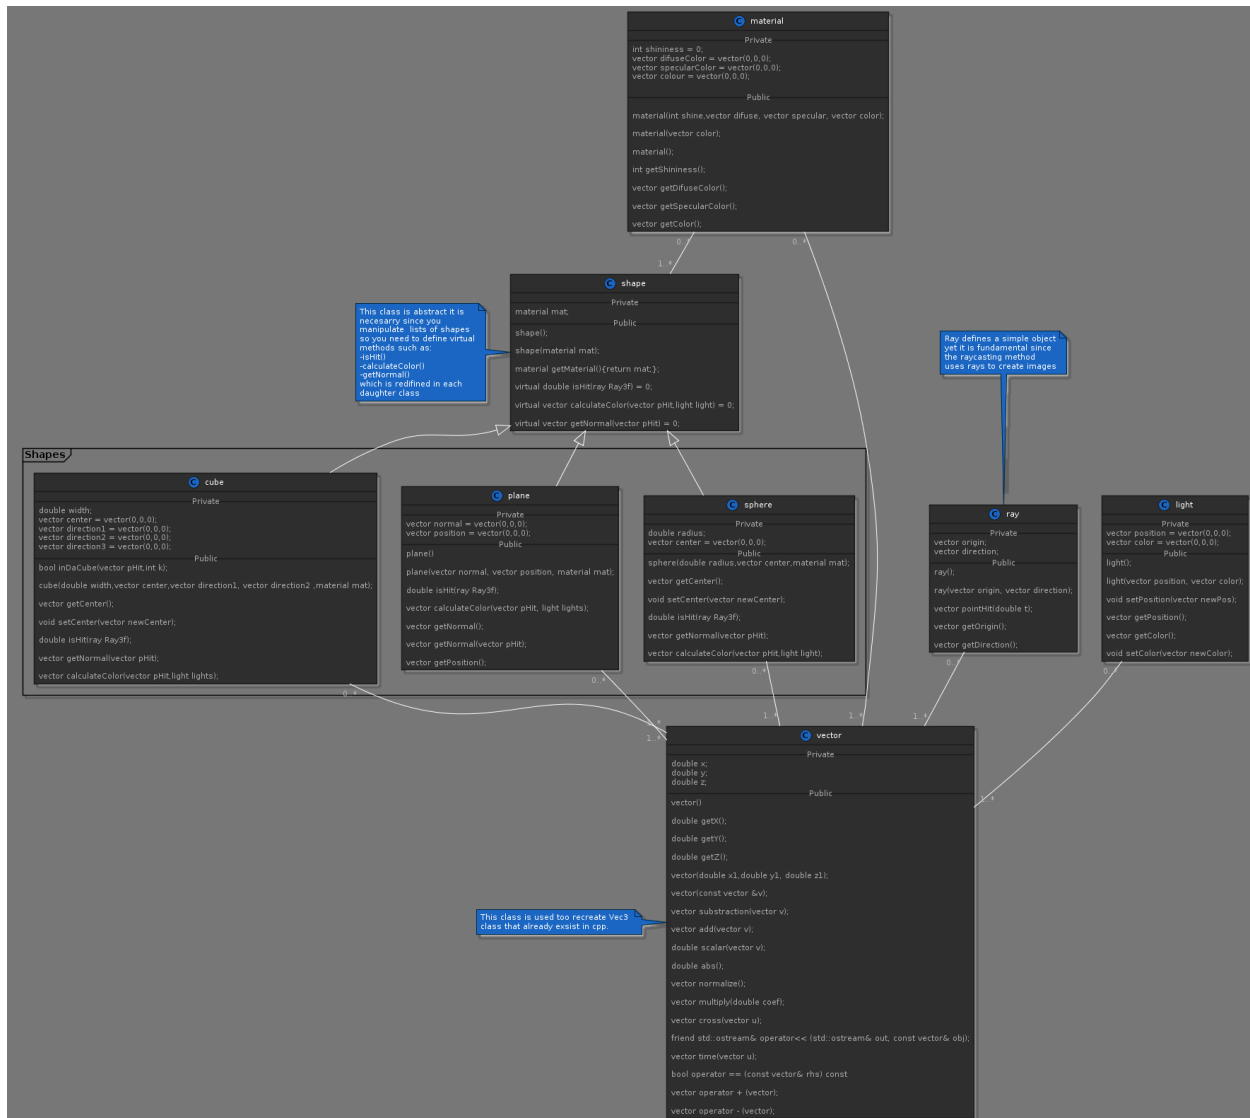 C material
Private
int shininess = 0;
vector difuseColor = vector(0,0,0);
vector specularColor = vector(0,0,0);
vector colour = vector(0,0,0);
Public
material(int shine,vector difuse, vector specular, vector color);
material(vector color);
material();
int getShininess();
vector getDifuseColor();
vector getSpecularColor();
vector getColor();
0..*
1..*
C shape
Private
material mat;
Public
shape();
shape(material mat);
material getMaterial(){return mat;};
virtual double isHit(ray Ray3f) = 0;
virtual vector calculateColor(vector pHit,light light) = 0;
virtual vector getNormal(vector pHit) = 0;
This class is abstract it is
necesarry since you
manipulate lists of shapes
so you need to define virtual
methods such as:
-isHit()
-calculateColor()
-getNormal()
which is redifined in each
daughter class
Ray defines a simple object
yet it is fundamental since
the raycasting method
uses rays to create images
Shapes
C cube
Private
double width;
vector center = vector(0,0,0);
vector direction1 = vector(0,0,0);
vector direction2 = vector(0,0,0);
vector direction3 = vector(0,0,0);
Public
bool inDaCube(vector pHit,int k);
cube(double width,vector center,vector direction1, vector direction2 ,material mat);
vector getCenter();
void setCenter(vector newCenter);
double isHit(ray Ray3f);
vector getNormal(vector pHit);
vector calculateColor(vector pHit,light lights);
0..*
C plane
Private
vector normal = vector(0,0,0);
vector position = vector(0,0,0);
Public
plane()
plane(vector normal, vector position, material mat);
double isHit(ray Ray3f);
vector calculateColor(vector pHit, light lights);
vector getNormal();
vector getNormal(vector pHit);
vector getPosition();
0..*
C sphere
Private
double radius;
vector center = vector(0,0,0);
Public
sphere(double radius,vector center,material mat);
vector getCenter();
void setCenter(vector newCenter);
double isHit(ray Ray3f);
vector getNormal(vector pHit);
vector calculateColor(vector pHit,light light);
0..*
C ray
Private
vector origin;
vector direction;
Public
ray();
ray(vector origin, vector direction);
vector pointHit(double t);
vector getOrigin();
vector getDirection();
C light
Private
vector position = vector(0,0,0);
vector color = vector(0,0,0);
Public
light();
light(vector position, vector color);
void setPosition(vector newPos);
vector getPosition();
vector getColor();
void setColor(vector newColor);
1..*
1..*
1..*
1..*
C vector
Private
double x;
double y;
double z;
Public
vector()
double getX();
double getY();
double getZ();
vector(double x1,double y1, double z1);
vector(const vector &v);
vector substraction(vector v);
vector add(vector v);
double scalar(vector v);
double abs();
vector normalize();
vector multiply(double coef);
vector cross(vector u);
friend std::ostream& operator<< (std::ostream& out, const vector& obj);
vector time(vector u);
bool operator == (const vector& rhs) const
vector operator + (vector);
vector operator - (vector);
This class is used too recreate Vec3
class that already exsist in cpp.